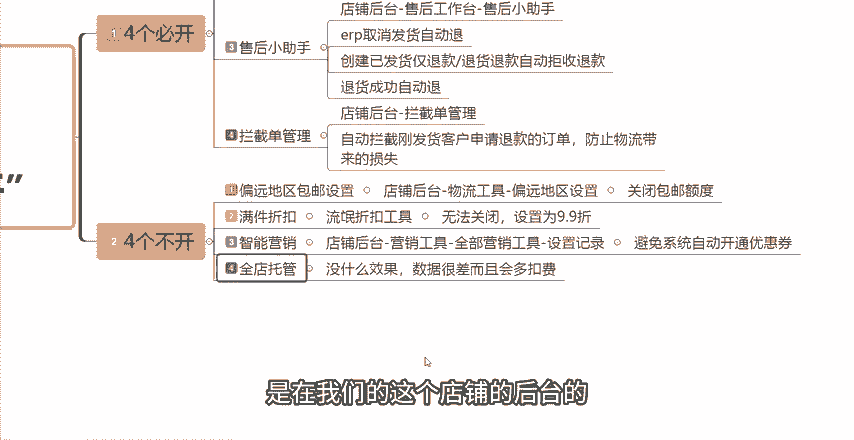 店铺后台-售后工作台-售后小助手
1 4个必开
erp取消发货自动退
3 售后小助手
创建已发货仅退款/退货退款自动拒收退款
退货成功自动退
店铺后台-拦截单管理
4 拦截单管理
自动拦截刚发货客户申请退款的订单，防止物流带
来的损失
”
偏远地区包邮设置 店铺后台-物流工具-偏远地区设置 关闭包邮额度
2 满件折扣 流氓折扣工具 无法关闭，设置为9.9折
2 4个不开
3 智能营销 店铺后台-营销工具-全部营销工具-设置记录 避免系统自动开通优惠券
4 全店托管 没什么效果，数据很差而且会多扣费
是在我们的这个店铺的后台的